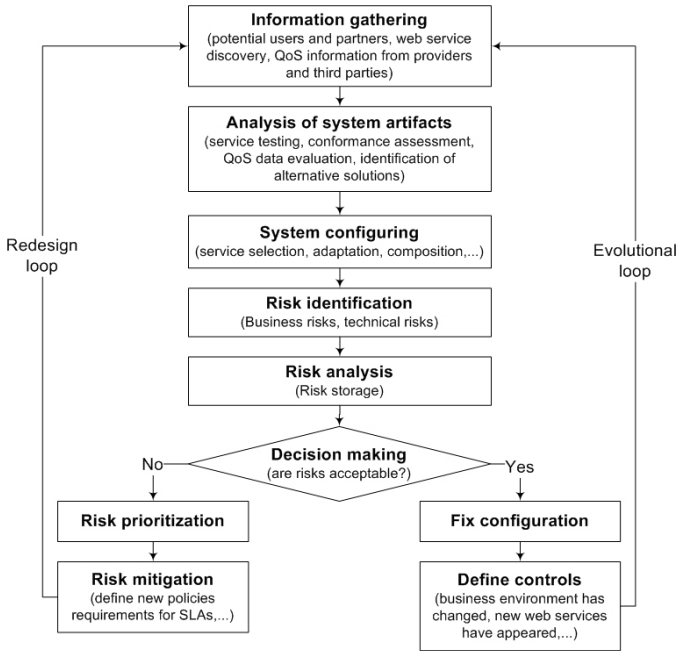 Information gathering
(potential users and partners, web service
discovery, QoS information from providers
and third parties)
Analysis of system artifacts
(service testing, conformance assessment,
QoS data evaluation, identification of
alternative solutions)
System configuring
(service selection, adaptation, composition,...)
Redesign
loop
Evolutional
loop
Risk identification
(Business risks, technical risks)
Risk analysis
(Risk storage)
Decision making
(are risks acceptable?)
No
Yes
Risk prioritization
Fix configuration
Risk mitigation
(define new policies
requirements for SLAs,...)
Define controls
(business environment has
changed, new web services
have appeared,...)